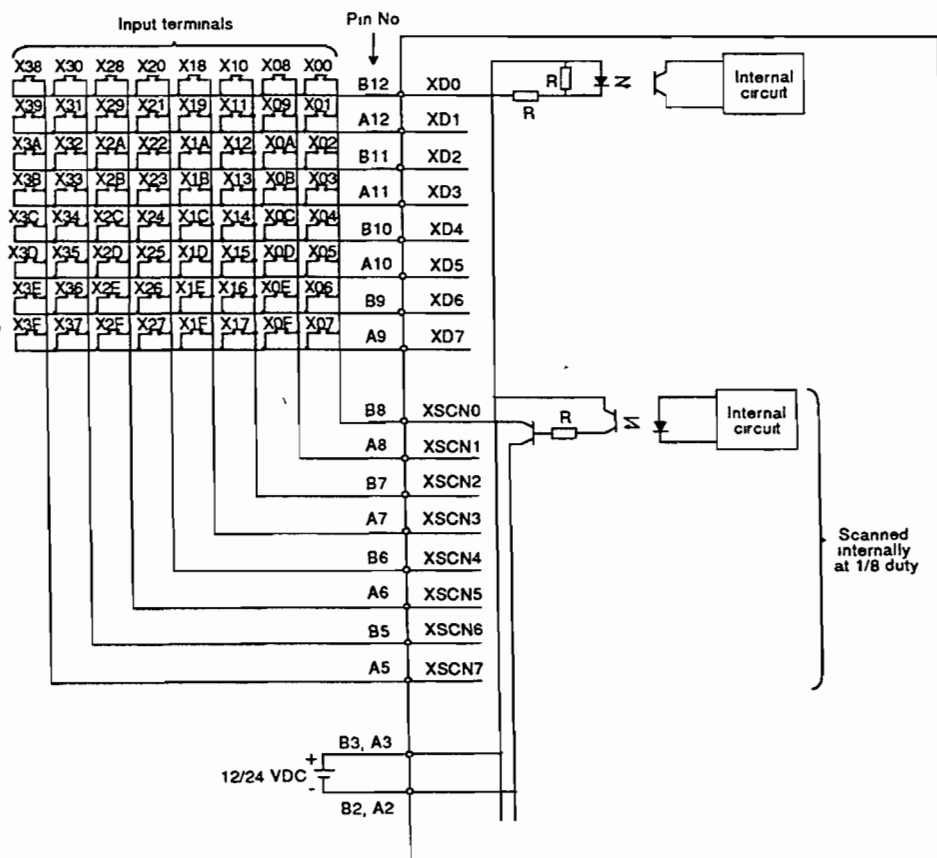 Input terminals
Pin No
X38 X30 X28 X20 X18 X10 X08 X00
B12 XD0
R
R
Internal circuit
X39 X31 X29 X21 X19 X11 X09 X01
A12 XD1
X3A X32 X2A X22 X1A X12 X0A X02
B11 XD2
X3B X33 X2B X23 X1B X13 X0B X03
A11 XD3
X3C X34 X2C X24 X1C X14 X0C X04
B10 XD4
X3D X35 X2D X25 X1D X15 X0D X05
A10 XD5
X3E X36 X2E X26 X1E X16 X0E X06
B9 XD6
X3F X37 X2F X27 X1F X17 X0F X07
A9 XD7
B8 XSCN0
R
Internal circuit
A8 XSCN1
B7 XSCN2
A7 XSCN3
B6 XSCN4
A6 XSCN5
B5 XSCN6
A5 XSCN7
Scanned
internally
at 1/8 duty
B3, A3
+
12/24 VDC
-
B2, A2